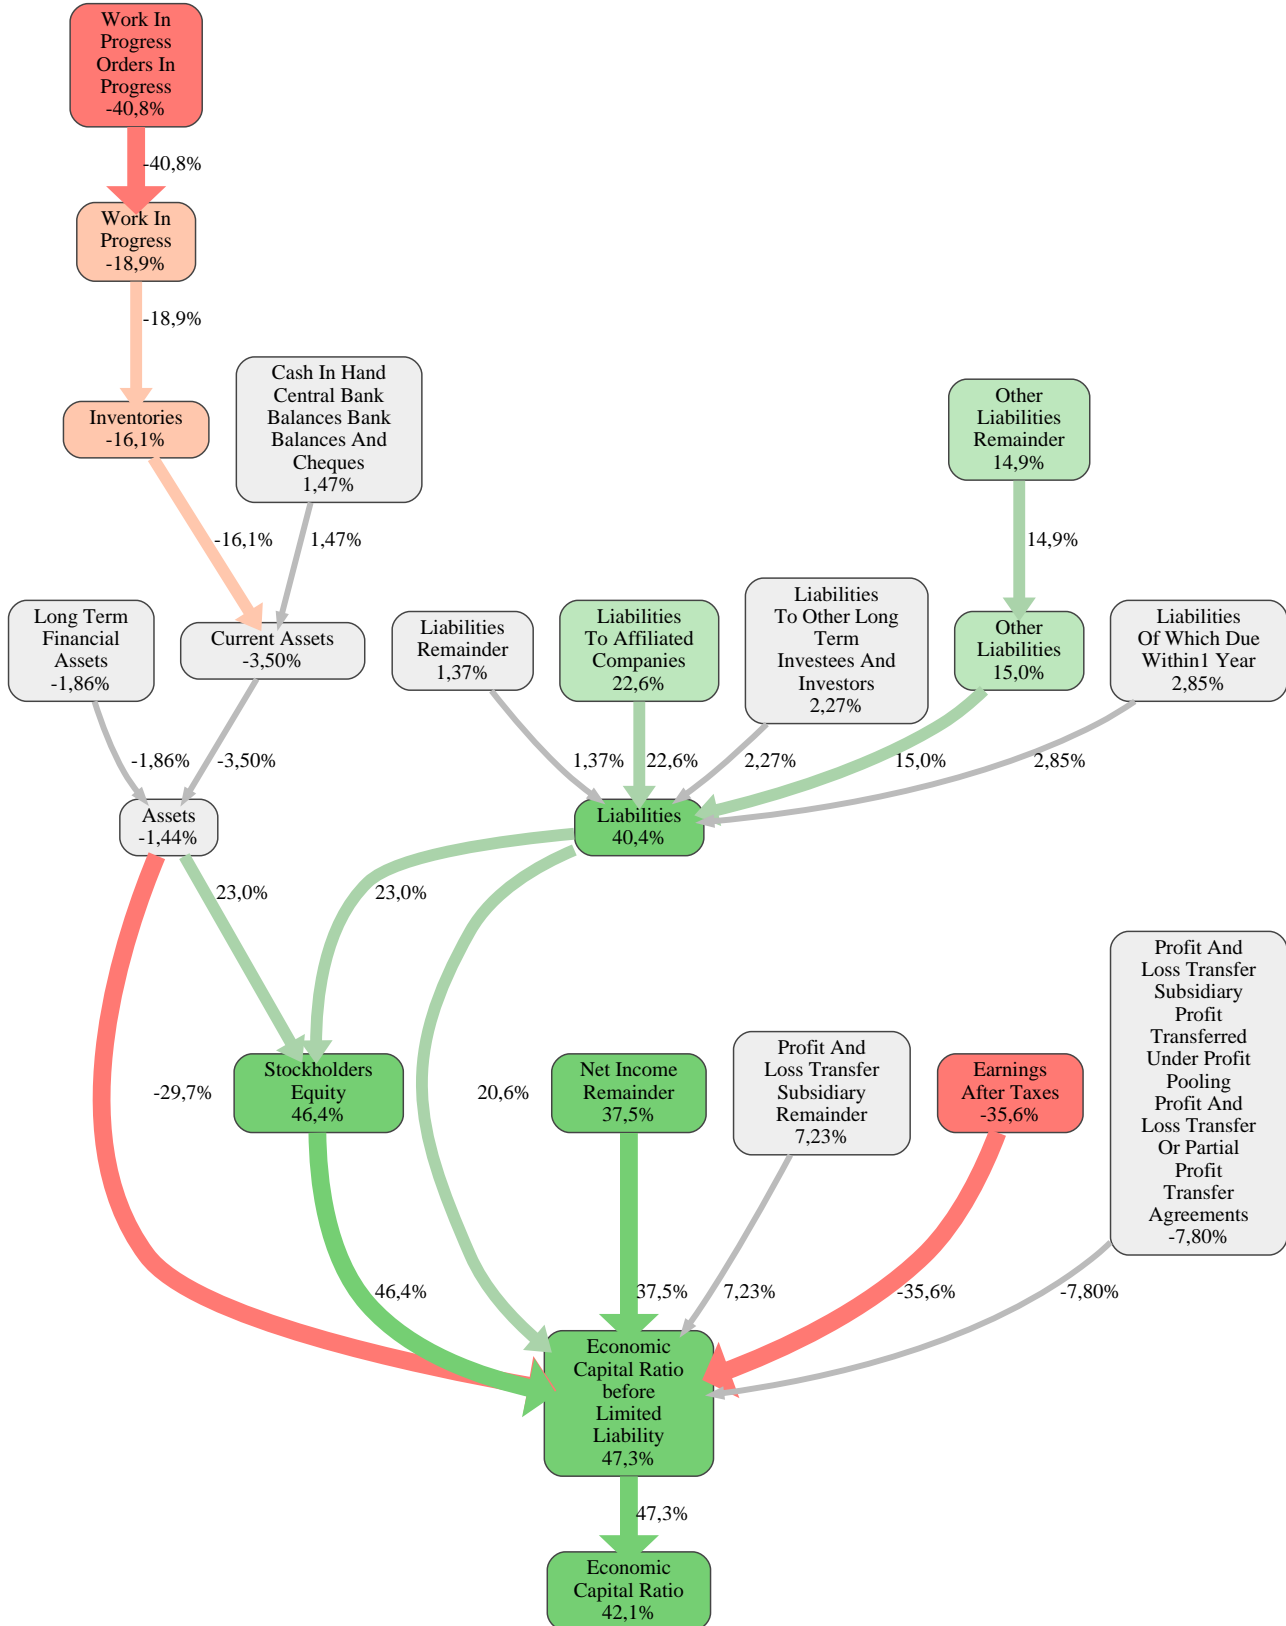 Work In
Progress
Orders In
Progress
-40,8%
-40,8%
Work In
Progress
-18,9%
-18,9%
Cash In Hand
Central Bank
Balances Bank
Balances And
Cheques
1,47%
Inventories
-16,1%
Other
Liabilities
Remainder
14,9%
-16,1%
1,47%
14,9%
Long Term
Financial
Assets
-1,86%
Current Assets
-3,50%
Liabilities
Remainder
1,37%
Liabilities
To Affiliated
Companies
22,6%
Liabilities
To Other Long
Term
Investees And
Investors
2,27%
Other
Liabilities
15,0%
Liabilities
Of Which Due
Within1 Year
2,85%
-1,86%
-3,50%
1,37%
22,6%
2,27%
15,0%
2,85%
Assets
-1,44%
Liabilities
40,4%
23,0%
23,0%
Profit And
Loss Transfer
Subsidiary
Profit
Transferred
Under Profit
Pooling
Profit And
Loss Transfer
Or Partial
Profit
Transfer
Agreements
-7,80%
-29,7%
Stockholders
Equity
46,4%
20,6%
Net Income
Remainder
37,5%
Profit And
Loss Transfer
Subsidiary
Remainder
7,23%
Earnings
After Taxes
-35,6%
46,4%
37,5%
7,23%
-35,6%
-7,80%
Economic
Capital Ratio
before
Limited
Liability
47,3%
47,3%
Economic
Capital Ratio
42,1%